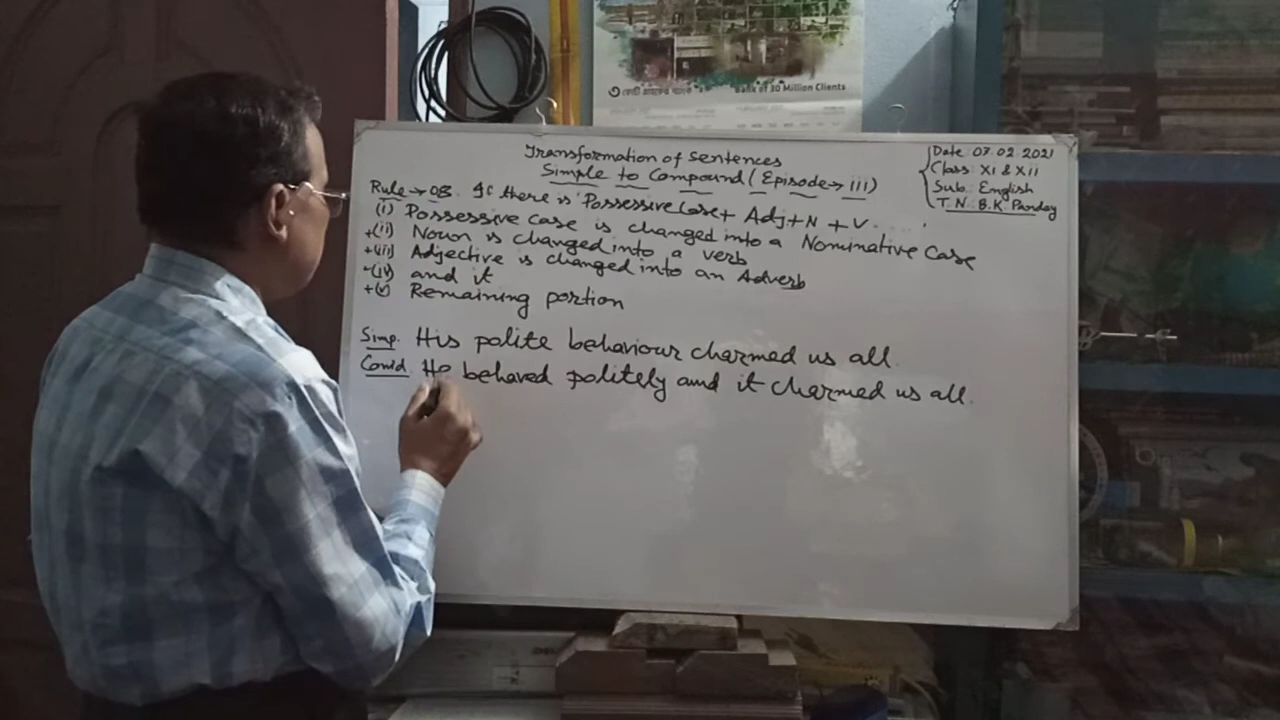 ৩ কোটি গ্রাহকের ব্যাংক
Bank of 30 Million Clients
Transformation of Sentences
Simple to Compound (Episode→ III)
Date: 07.02.2021
Class: XI & XII
Sub: English
T.N: B.K. Panday
Rule→ 08. If there is Possessive Case + Adj + N + V.....
(i) Possessive Case is changed into a Nominative Case
+(ii) Noun is changed into a verb
+(iii) Adjective is changed into an Adverb
+(iv) and it
+(v) Remaining portion
Simp. His polite behaviour charmed us all.
Comd. He behaved politely and it charmed us all.